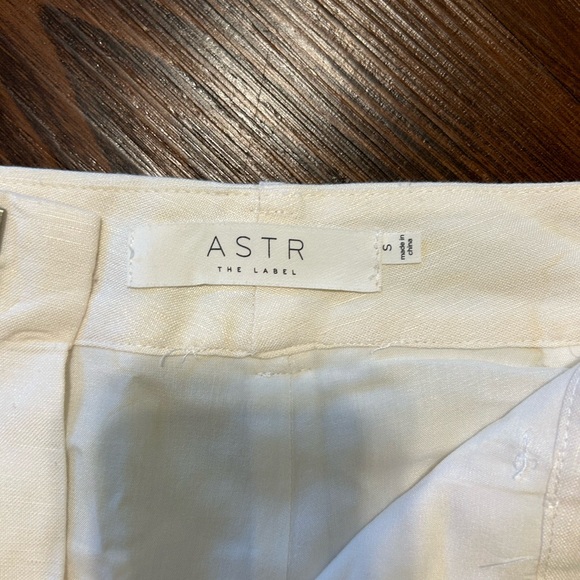 ASTR
THE LABEL
S
made in
china